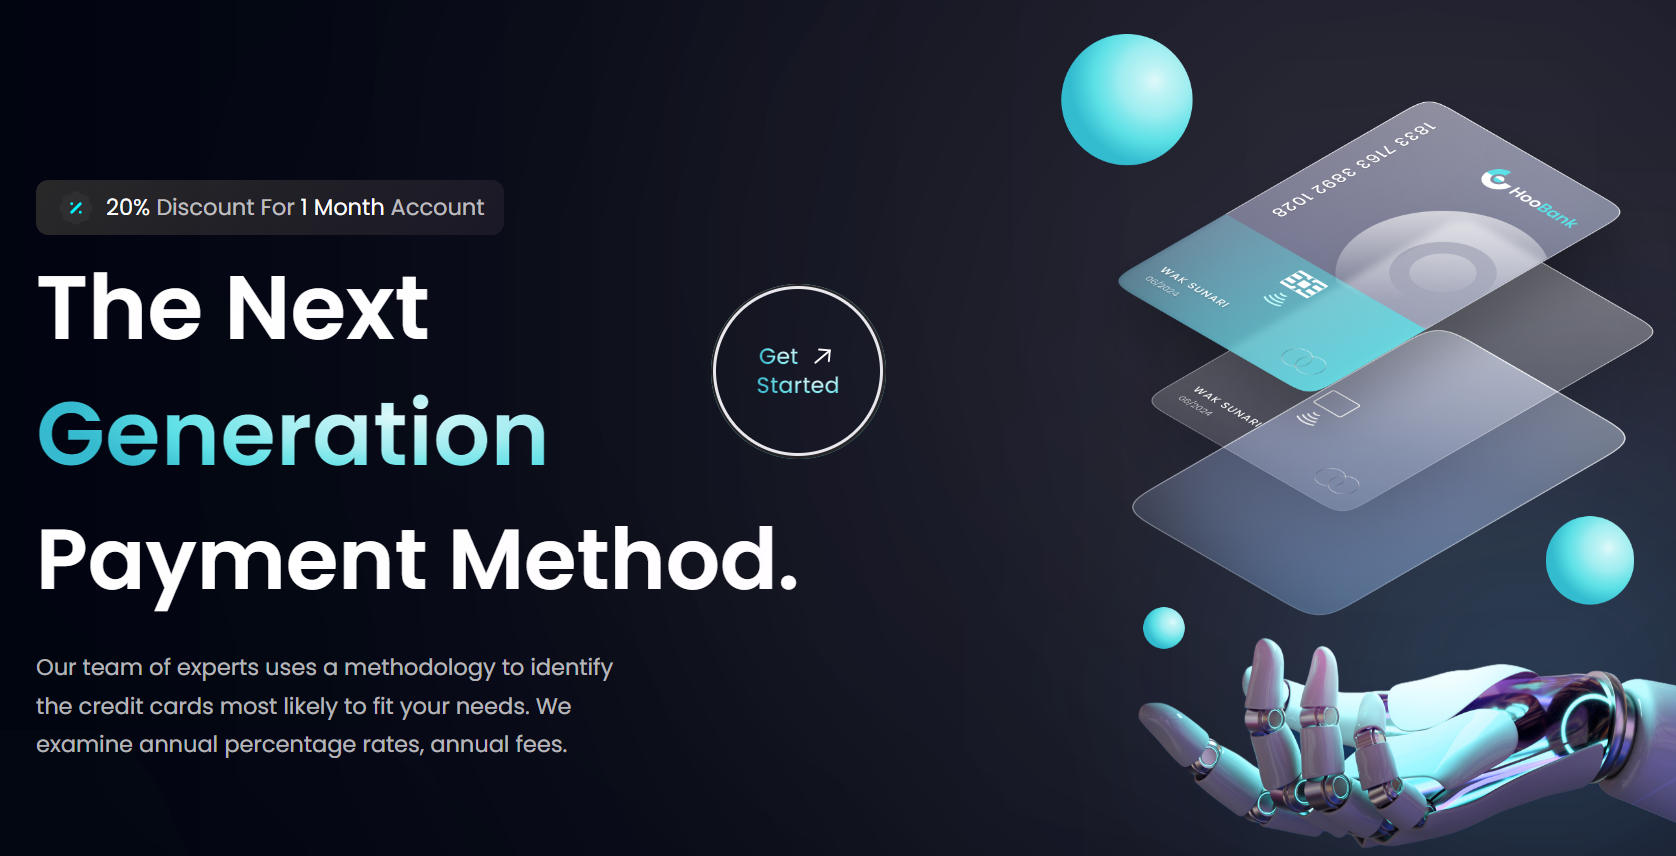 20% Discount For 1 Month Account
The Next
Generation
Payment Method.
Get
Started
Our team of experts uses a methodology to identify
the credit cards most likely to fit your needs. We
examine annual percentage rates, annual fees.
1833 7163 3892 1028
HooBank
WAK SUNARI
06/2024
WAK SUNARI
06/2024